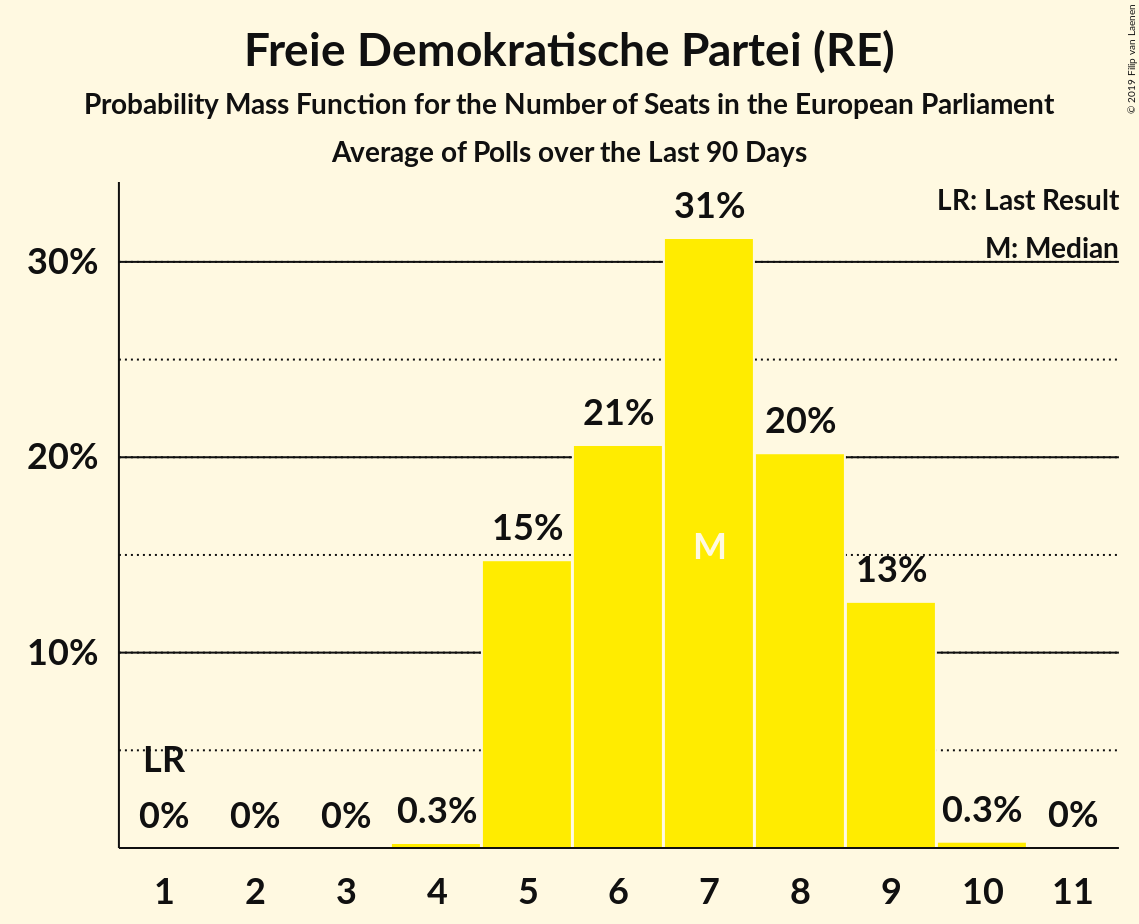 Freie Demokratische Partei (RE)
Probability Mass Function for the Number of Seats in the European Parliament
Average of Polls over the Last 90 Days
© 2019 Filip van Laenen
LR: Last Result
M: Median
30%
20%
10%
LR
0%
0%
0%
0.3%
15%
21%
31%
M
20%
13%
0.3%
0%
1 2 3 4 5 6 7 8 9 10 11